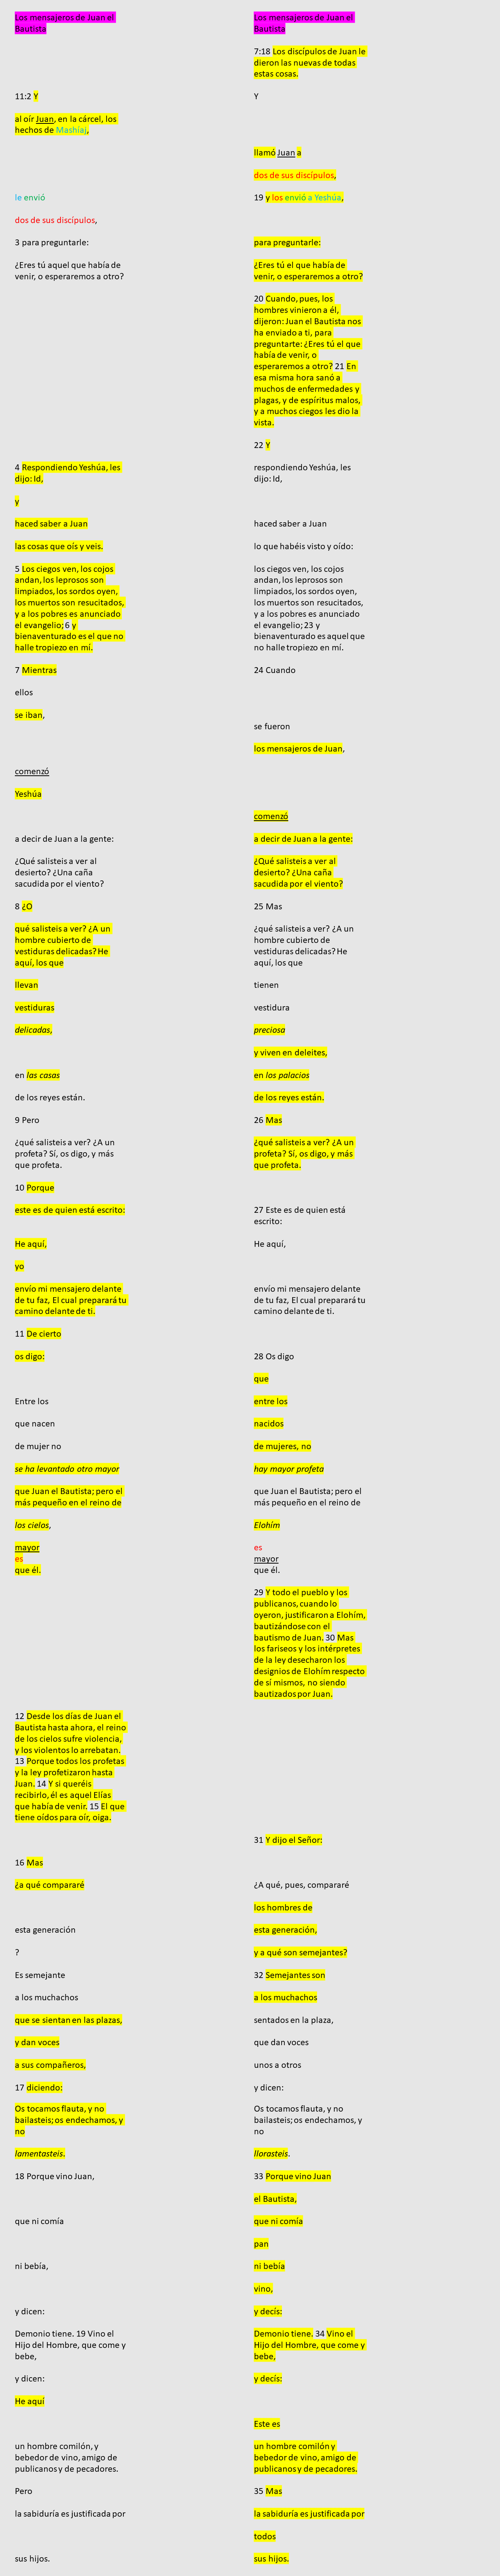 Los mensajeros de Juan el
Bautista
11:2 Y
al oír Juan, en la cárcel, los
hechos de Mashíaj,
le envió
dos de sus discípulos,
3 para preguntarle:
¿Eres tú aquel que había de
venir, o esperaremos a otro?
4 Respondiendo Yeshúa, les
dijo: Id,
y
haced saber a Juan
las cosas que oís y veis.
5 Los ciegos ven, los cojos
andan, los leprosos son
limpiados, los sordos oyen,
los muertos son resucitados,
y a los pobres es anunciado
el evangelio; 6 y
bienaventurado es el que no
halle tropiezo en mí.
7 Mientras
ellos
se iban,
comenzó
Yeshúa
a decir de Juan a la gente:
¿Qué salisteis a ver al
desierto? ¿Una caña
sacudida por el viento?
8 ¿O
qué salisteis a ver? ¿A un
hombre cubierto de
vestiduras delicadas? He
aquí, los que
llevan
vestiduras
delicadas,
en las casas
de los reyes están.
9 Pero
¿qué salisteis a ver? ¿A un
profeta? Sí, os digo, y más
que profeta.
10 Porque
este es de quien está escrito:
He aquí,
yo
envío mi mensajero delante
de tu faz, El cual preparará tu
camino delante de ti.
11 De cierto
os digo:
Entre los
que nacen
de mujer no
se ha levantado otro mayor
que Juan el Bautista; pero el
más pequeño en el reino de
los cielos,
mayor
es
que él.
12 Desde los días de Juan el
Bautista hasta ahora, el reino
de los cielos sufre violencia,
y los violentos lo arrebatan.
13 Porque todos los profetas
y la ley profetizaron hasta
Juan. 14 Y si queréis
recibirlo, él es aquel Elías
que había de venir. 15 El que
tiene oídos para oír, oiga.
16 Mas
¿a qué compararé
esta generación
?
Es semejante
a los muchachos
que se sientan en las plazas,
y dan voces
a sus compañeros,
17 diciendo:
Os tocamos flauta, y no
bailasteis; os endechamos, y
no
lamentasteis.
18 Porque vino Juan,
que ni comía
ni bebía,
y dicen:
Demonio tiene. 19 Vino el
Hijo del Hombre, que come y
bebe,
y dicen:
He aquí
un hombre comilón, y
bebedor de vino, amigo de
publicanos y de pecadores.
Pero
la sabiduría es justificada por
sus hijos.
Los mensajeros de Juan el
Bautista
7:18 Los discípulos de Juan le
dieron las nuevas de todas
estas cosas.
Y
llamó Juan a
dos de sus discípulos,
19 y los envió a Yeshúa,
para preguntarle:
¿Eres tú el que había de
venir, o esperaremos a otro?
20 Cuando, pues, los
hombres vinieron a él,
dijeron: Juan el Bautista nos
ha enviado a ti, para
preguntarte: ¿Eres tú el que
había de venir, o
esperaremos a otro? 21 En
esa misma hora sanó a
muchos de enfermedades y
plagas, y de espíritus malos,
y a muchos ciegos les dio la
vista.
22 Y
respondiendo Yeshúa, les
dijo: Id,
haced saber a Juan
lo que habéis visto y oído:
los ciegos ven, los cojos
andan, los leprosos son
limpiados, los sordos oyen,
los muertos son resucitados,
y a los pobres es anunciado
el evangelio; 23 y
bienaventurado es aquel que
no halle tropiezo en mí.
24 Cuando
se fueron
los mensajeros de Juan,
comenzó
a decir de Juan a la gente:
¿Qué salisteis a ver al
desierto? ¿Una caña
sacudida por el viento?
25 Mas
¿qué salisteis a ver? ¿A un
hombre cubierto de
vestiduras delicadas? He
aquí, los que
tienen
vestidura
preciosa
y viven en deleites,
en los palacios
de los reyes están.
26 Mas
¿qué salisteis a ver? ¿A un
profeta? Sí, os digo, y más
que profeta.
27 Este es de quien está
escrito:
He aquí,
envío mi mensajero delante
de tu faz, El cual preparará tu
camino delante de ti.
28 Os digo
que
entre los
nacidos
de mujeres, no
hay mayor profeta
que Juan el Bautista; pero el
más pequeño en el reino de
Elohím
es
mayor
que él.
29 Y todo el pueblo y los
publicanos, cuando lo
oyeron, justificaron a Elohím,
bautizándose con el
bautismo de Juan. 30 Mas
los fariseos y los intérpretes
de la ley desecharon los
designios de Elohím respecto
de sí mismos, no siendo
bautizados por Juan.
31 Y dijo el Señor:
¿A qué, pues, compararé
los hombres de
esta generación,
y a qué son semejantes?
32 Semejantes son
a los muchachos
sentados en la plaza,
que dan voces
unos a otros
y dicen:
Os tocamos flauta, y no
bailasteis; os endechamos, y
no
llorasteis.
33 Porque vino Juan
el Bautista,
que ni comía
pan
ni bebía
vino,
y decís:
Demonio tiene. 34 Vino el
Hijo del Hombre, que come y
bebe,
y decís:
Este es
un hombre comilón y
bebedor de vino, amigo de
publicanos y de pecadores.
35 Mas
la sabiduría es justificada por
todos
sus hijos.